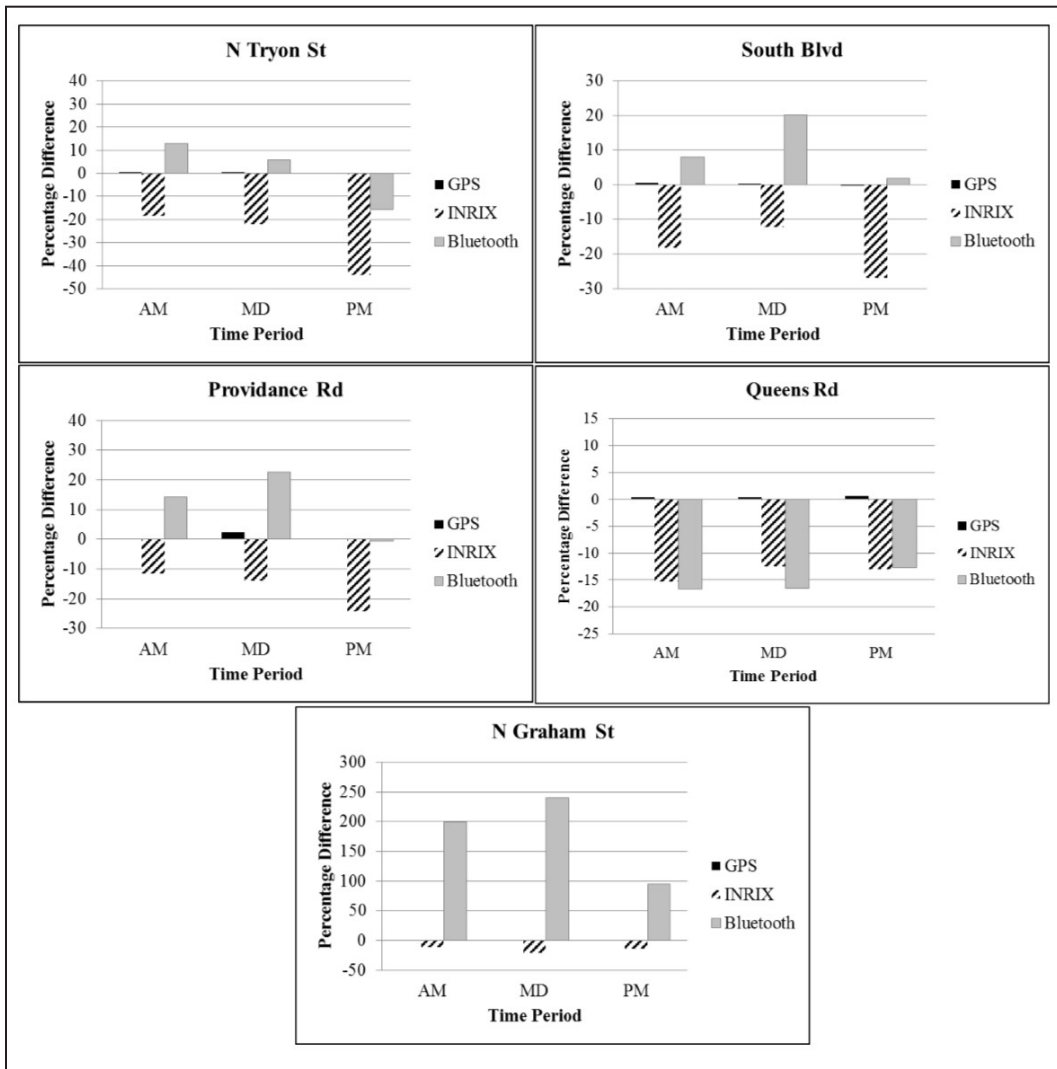 N Tryon St
40
30
20
10
0
-10
-20
-30
-40
-50
Percentage Difference
AM MD PM
Time Period
GPS
INRIX
Bluetooth
South Blvd
30
20
10
0
-10
-20
-30
Percentage Difference
AM MD PM
Time Period
GPS
INRIX
Bluetooth
Providance Rd
40
30
20
10
0
-10
-20
-30
Percentage Difference
AM MD PM
Time Period
GPS
INRIX
Bluetooth
Queens Rd
15
10
5
0
-5
-10
-15
-20
-25
Percentage Difference
AM MD PM
Time Period
GPS
INRIX
Bluetooth
N Graham St
300
250
200
150
100
50
0
-50
Percentage Difference
AM MD PM
Time Period
GPS
INRIX
Bluetooth